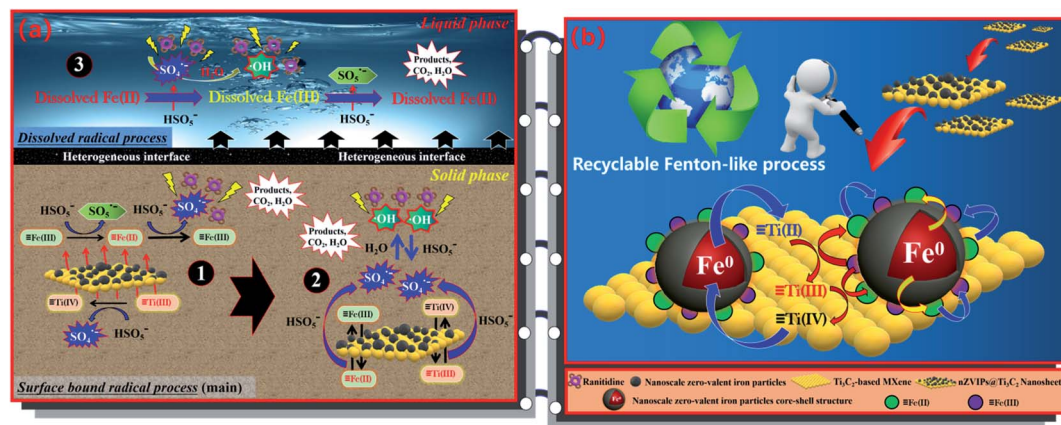 (a)
Liquid phase
3
SO₄•⁻
H₂O
•OH
SO₅•⁻
Products,
CO₂, H₂O
Dissolved Fe(II)
Dissolved Fe(III)
Dissolved Fe(II)
HSO₅⁻
HSO₅⁻
Dissolved radical process
Heterogeneous interface
Heterogeneous interface
Solid phase
HSO₅⁻
SO₅•⁻
HSO₅⁻
SO₄•⁻
Products,
CO₂, H₂O
≡Fe(III)
≡Fe(II)
≡Fe(III)
1
≡Ti(IV)
≡Ti(III)
SO₄•⁻
HSO₅⁻
Products,
CO₂, H₂O
•OH
•OH
H₂O
HSO₅⁻
2
SO₄•⁻
SO₄•⁻
HSO₅⁻
≡Fe(III)
≡Ti(IV)
HSO₅⁻
≡Fe(II)
≡Ti(III)
Surface bound radical process (main)
(b)
Recyclable Fenton-like process
Fe⁰
≡Ti(II)
≡Ti(III)
≡Ti(IV)
Fe⁰
Ranitidine
Nanoscale zero-valent iron particles
Ti₃C₂-based MXene
nZVIPs@Ti₃C₂ Nanosheet
Fe⁰
Nanoscale zero-valent iron particles core-shell structure
≡Fe(II)
≡Fe(III)